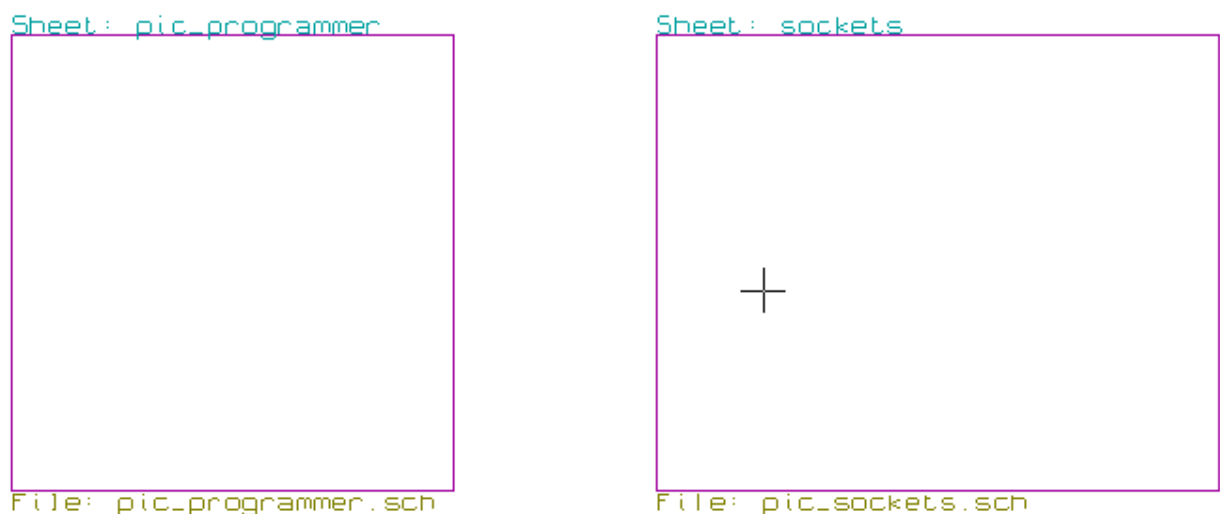 Sheet: pic_programmer
Sheet: sockets
File: pic_programmer.sch
File: pic_sockets.sch